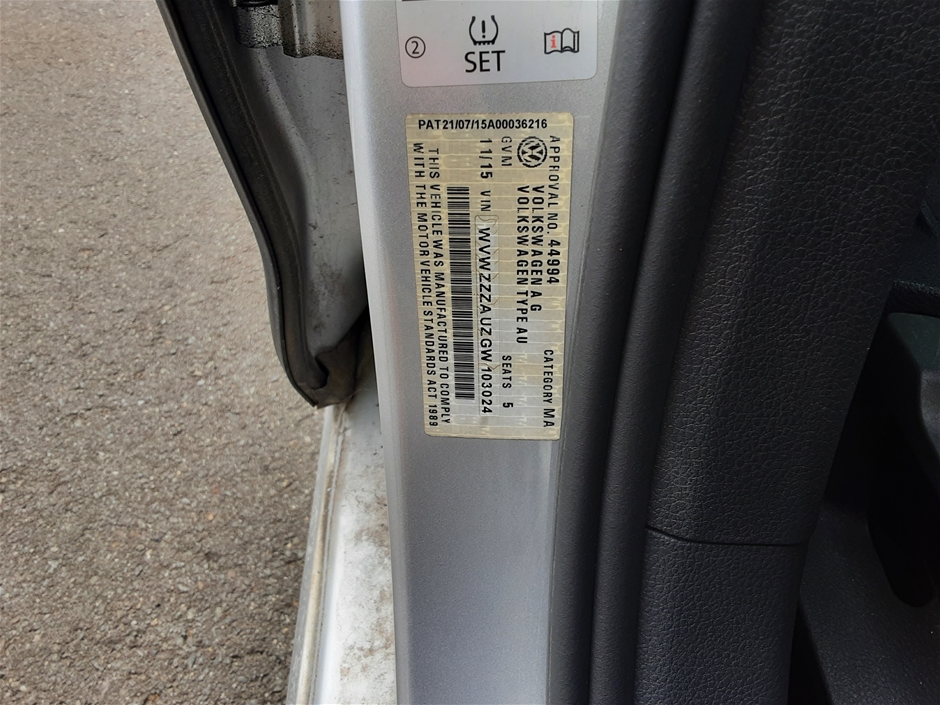 2
SET
PAT21/07/15A00036216
APPROVAL NO. 44994 CATEGORY MA
VOLKSWAGEN AG
VOLKSWAGEN TYPE AU
GVM SEATS 5
11/15 VIN WVWZZZAUZGW103024
THIS VEHICLE WAS MANUFACTURED TO COMPLY
WITH THE MOTOR VEHICLE STANDARDS ACT 1989